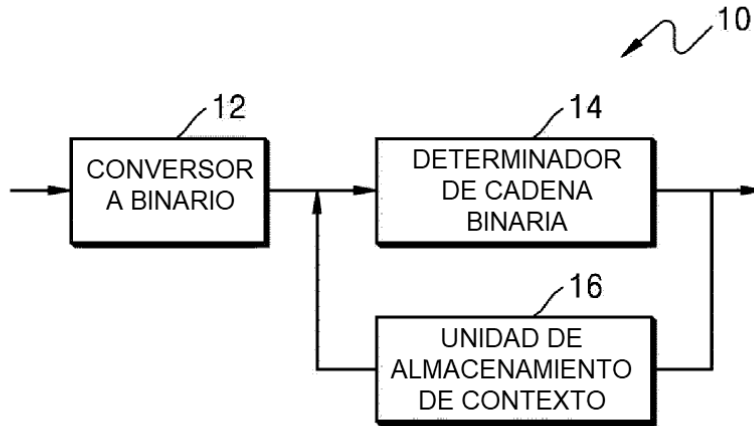 10
12
CONVERSOR
A BINARIO
14
DETERMINADOR
DE CADENA
BINARIA
16
UNIDAD DE
ALMACENAMIENTO
DE CONTEXTO